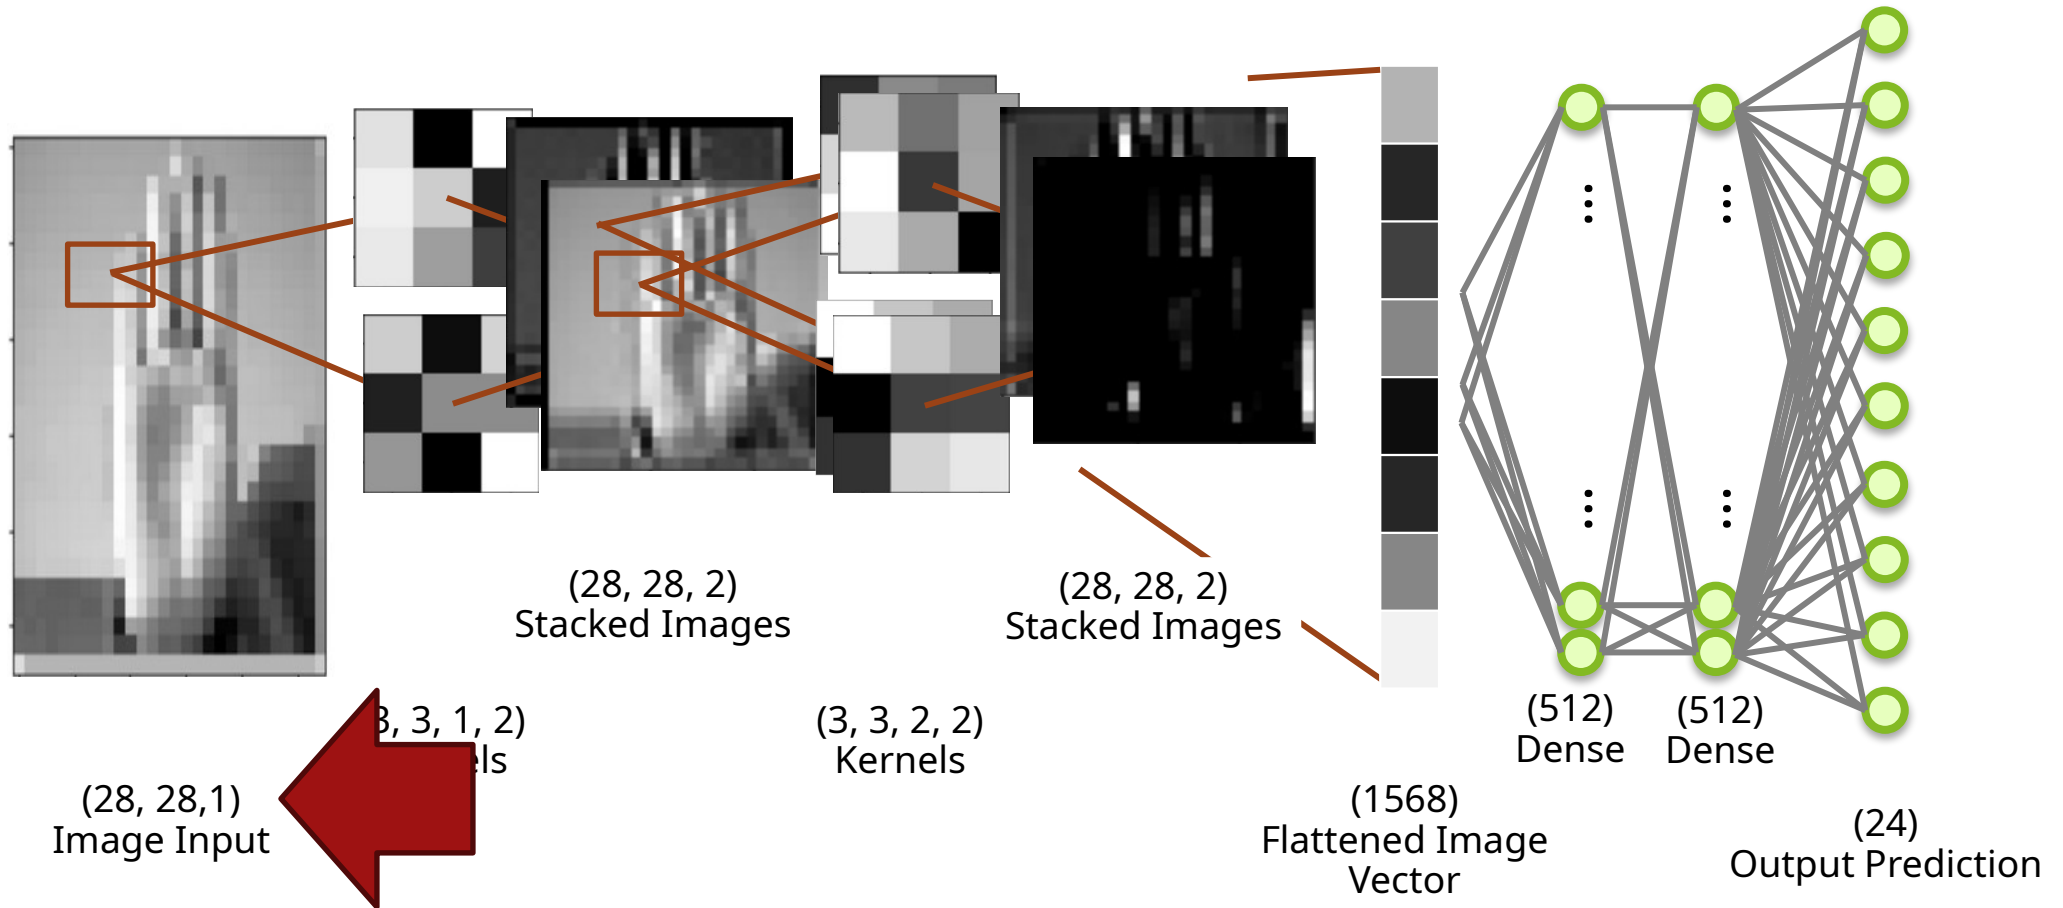 (28, 28,1)
Image Input
3, 3, 1, 2)
els
(28, 28, 2)
Stacked Images
(3, 3, 2, 2)
Kernels
(28, 28, 2)
Stacked Images
(1568)
Flattened Image
Vector
(512)
Dense
(512)
Dense
(24)
Output Prediction